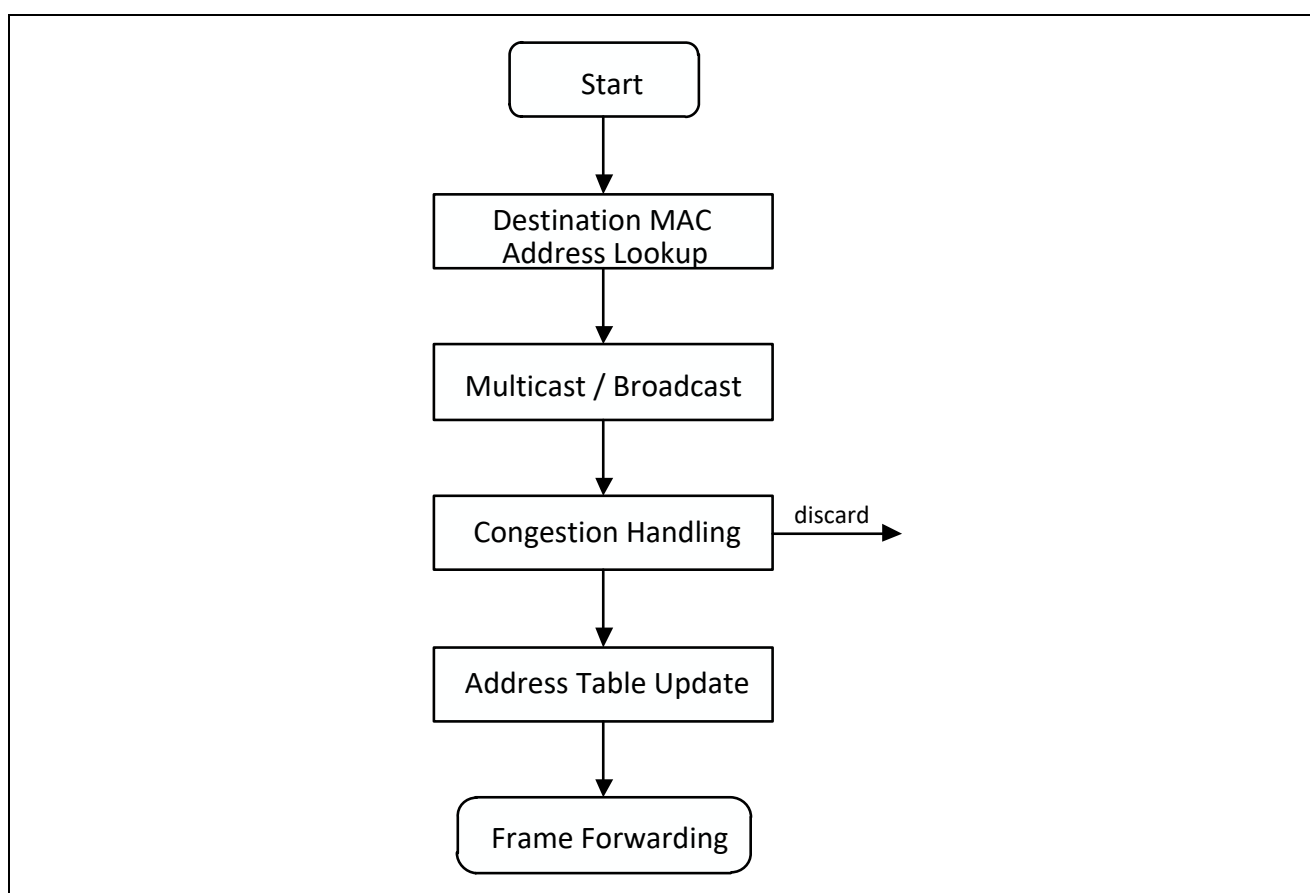 Start
Destination MAC
Address Lookup
Multicast / Broadcast
Congestion Handling
discard
Address Table Update
Frame Forwarding